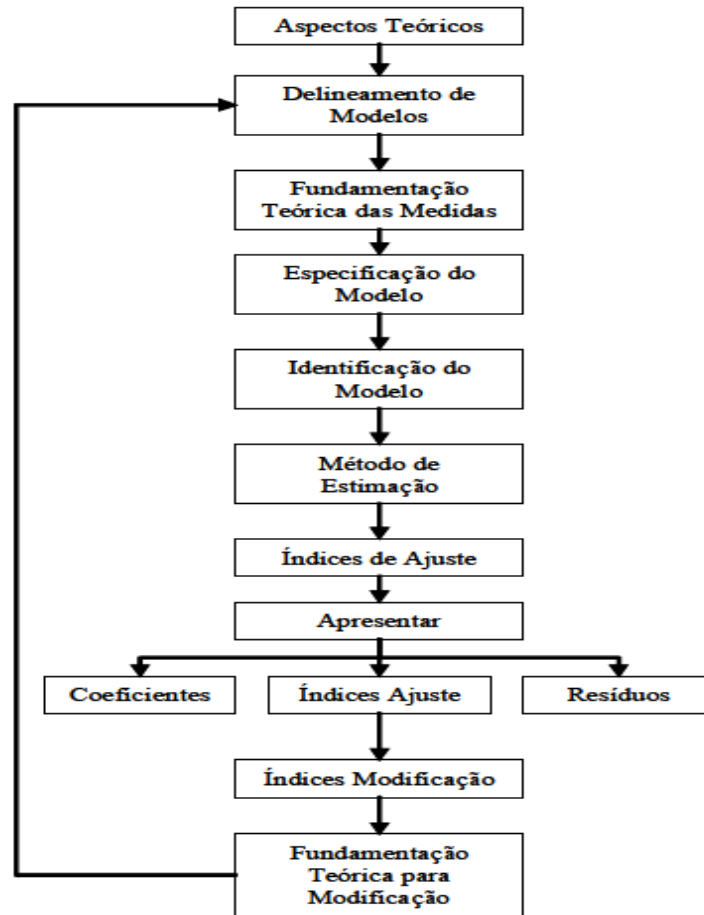 Aspectos Teóricos
Delineamento de
Modelos
Fundamentação
Teórica das Medidas
Especificação do
Modelo
Identificação do
Modelo
Método de
Estimação
Índices de Ajuste
Apresentar
Coeficientes
Índices Ajuste
Resíduos
Índices Modificação
Fundamentação
Teórica para
Modificação